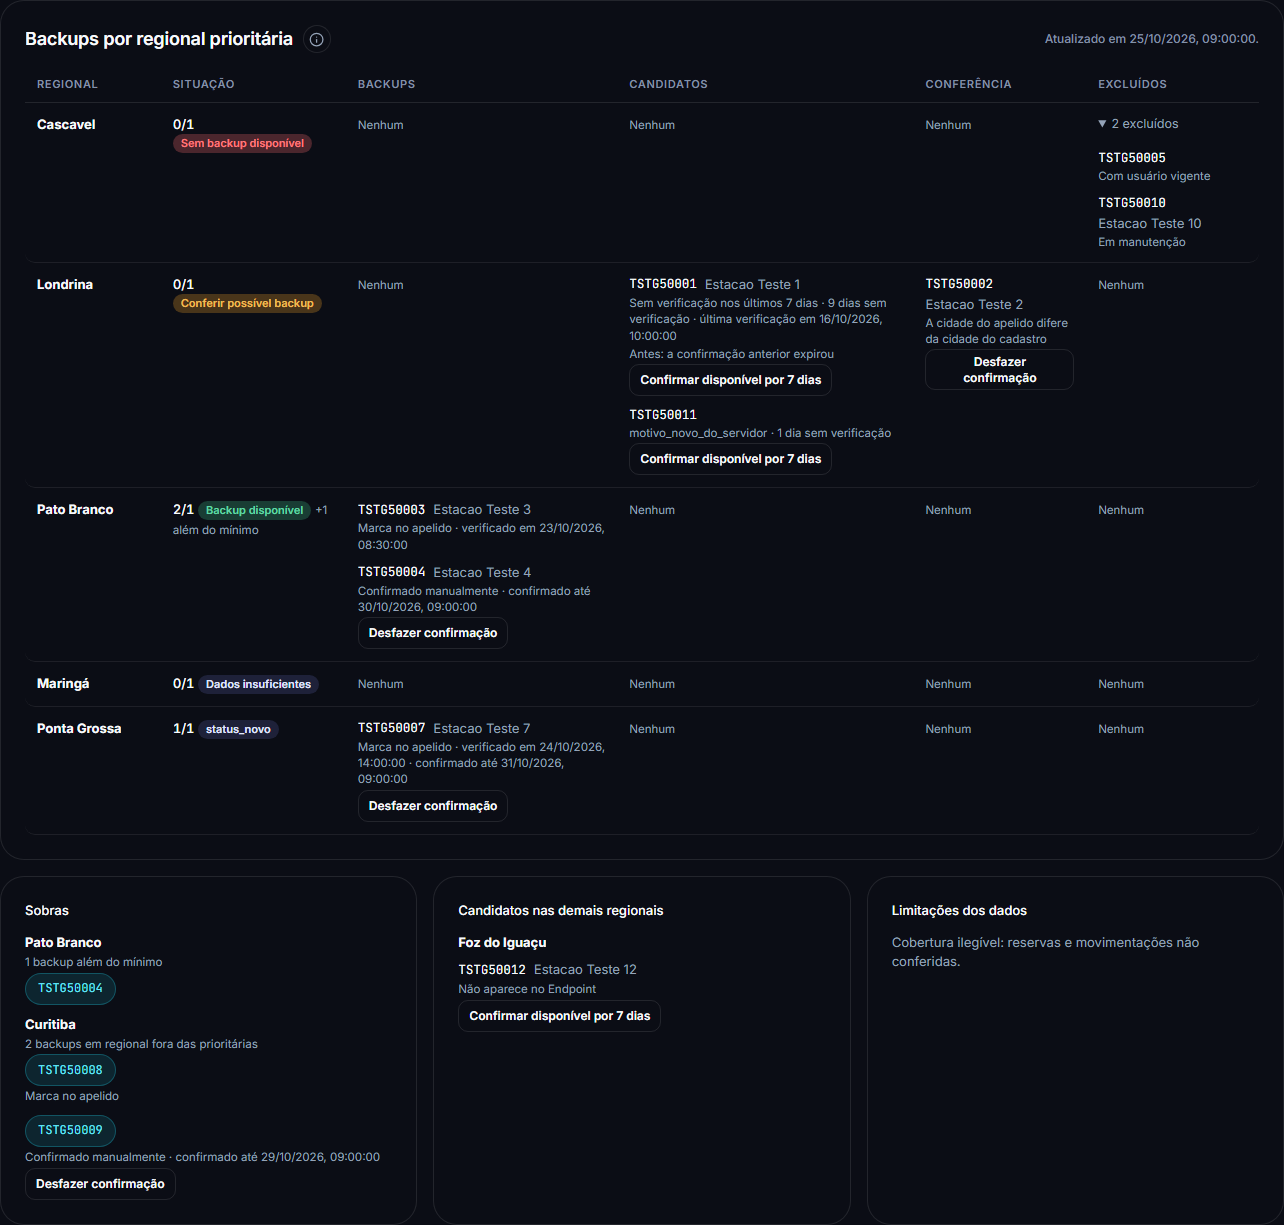 Backups por regional prioritária
Atualizado em 25/10/2026, 09:00:00.
REGIONAL SITUAÇÃO BACKUPS CANDIDATOS CONFERÊNCIA EXCLUÍDOS
Cascavel
0/1
Sem backup disponível
Nenhum
Nenhum
Nenhum
▼ 2 excluídos
TSTG50005
Com usuário vigente
TSTG50010
Estacao Teste 10
Em manutenção
Londrina
0/1
Conferir possível backup
Nenhum
TSTG50001 Estacao Teste 1
Sem verificação nos últimos 7 dias · 9 dias sem
verificação · última verificação em 16/10/2026,
10:00:00
Antes: a confirmação anterior expirou
Confirmar disponível por 7 dias
TSTG50011
motivo_novo_do_servidor · 1 dia sem verificação
Confirmar disponível por 7 dias
TSTG50002
Estacao Teste 2
A cidade do apelido difere
da cidade do cadastro
Desfazer
confirmação
Nenhum
Pato Branco
2/1 Backup disponível +1
além do mínimo
TSTG50003 Estacao Teste 3
Marca no apelido · verificado em 23/10/2026,
08:30:00
TSTG50004 Estacao Teste 4
Confirmado manualmente · confirmado até
30/10/2026, 09:00:00
Desfazer confirmação
Nenhum
Nenhum
Nenhum
Maringá
0/1 Dados insuficientes
Nenhum
Nenhum
Nenhum
Nenhum
Ponta Grossa
1/1 status_novo
TSTG50007 Estacao Teste 7
Marca no apelido · verificado em 24/10/2026,
14:00:00 · confirmado até 31/10/2026,
09:00:00
Desfazer confirmação
Nenhum
Nenhum
Nenhum
Sobras
Pato Branco
1 backup além do mínimo
TSTG50004
Curitiba
2 backups em regional fora das prioritárias
TSTG50008
Marca no apelido
TSTG50009
Confirmado manualmente · confirmado até 29/10/2026, 09:00:00
Desfazer confirmação
Candidatos nas demais regionais
Foz do Iguaçu
TSTG50012 Estacao Teste 12
Não aparece no Endpoint
Confirmar disponível por 7 dias
Limitações dos dados
Cobertura ilegível: reservas e movimentações não
conferidas.